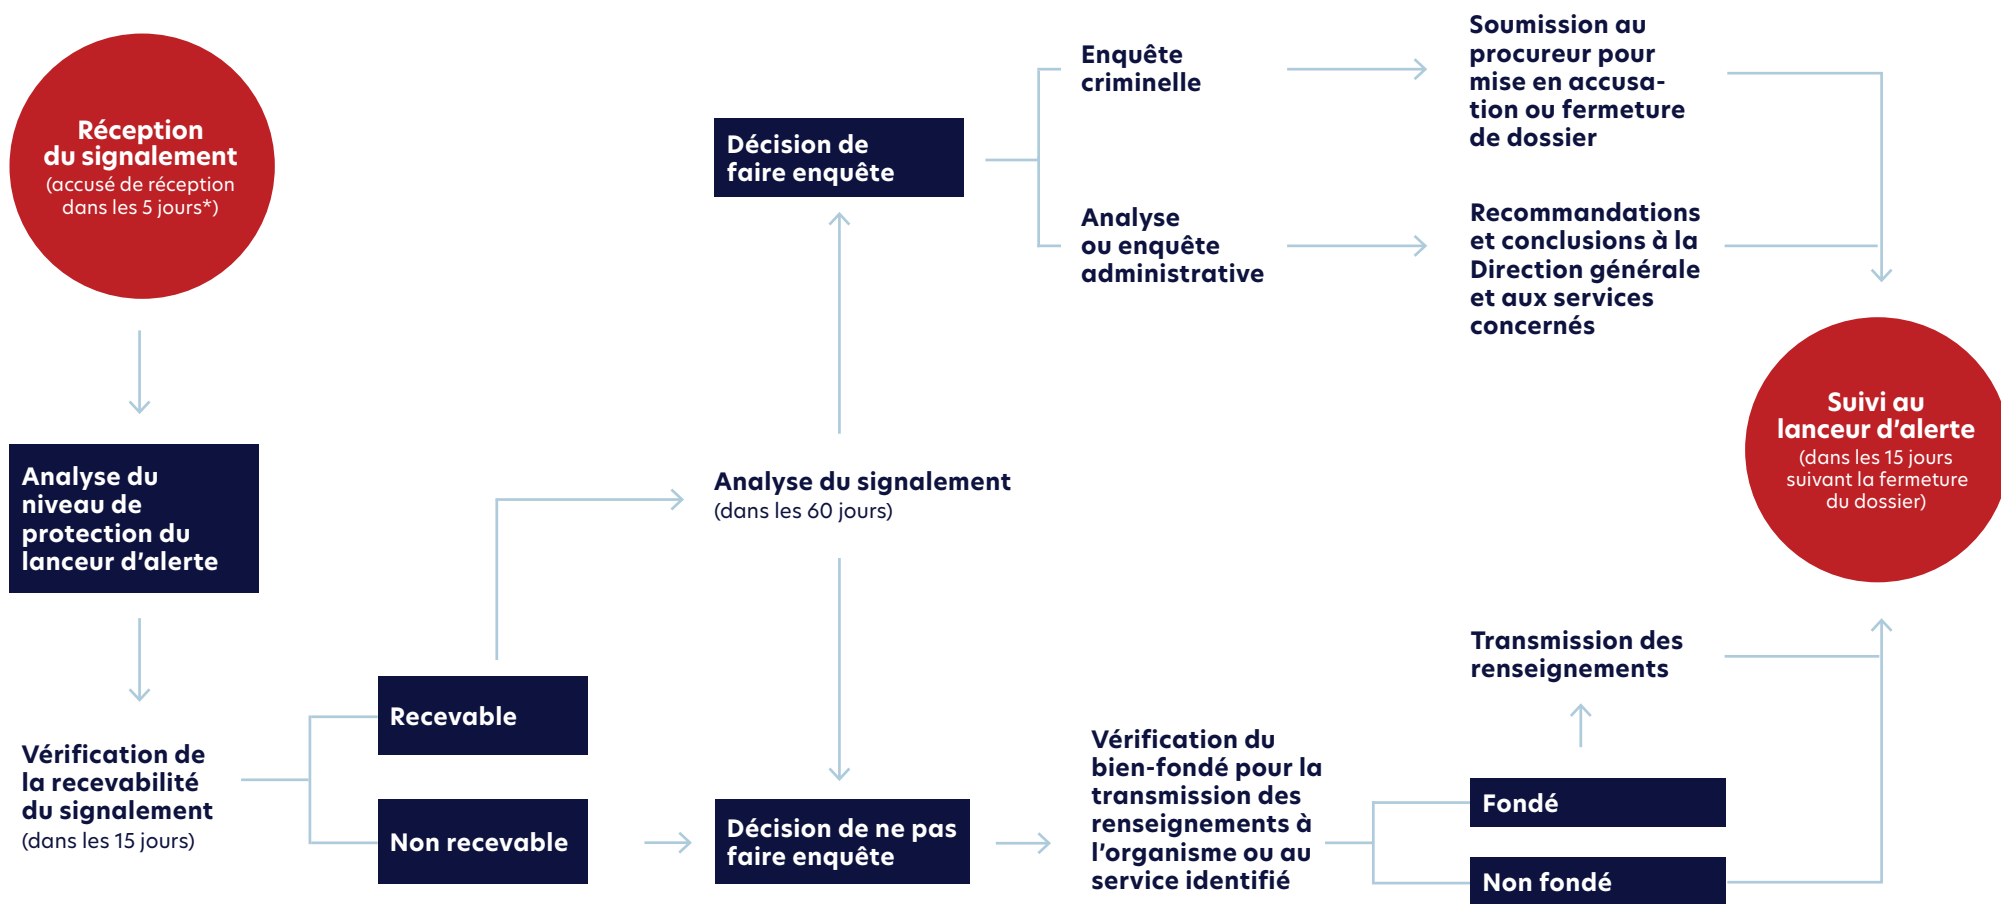 Réception
du signalement
(accusé de réception
dans les 5 jours*)
Analyse du
niveau de
protection du
lanceur d’alerte
Vérification de
la recevabilité
du signalement
(dans les 15 jours)
Recevable
Non recevable
Analyse du signalement
(dans les 60 jours)
Décision de
faire enquête
Enquête
criminelle
Soumission au
procureur pour
mise en accusa-
tion ou fermeture
de dossier
Analyse
ou enquête
administrative
Recommandations
et conclusions à la
Direction générale
et aux services
concernés
Décision de ne pas
faire enquête
Vérification du
bien-fondé pour la
transmission des
renseignements à
l’organisme ou au
service identifié
Fondé
Non fondé
Transmission des
renseignements
Suivi au
lanceur d’alerte
(dans les 15 jours
suivant la fermeture
du dossier)